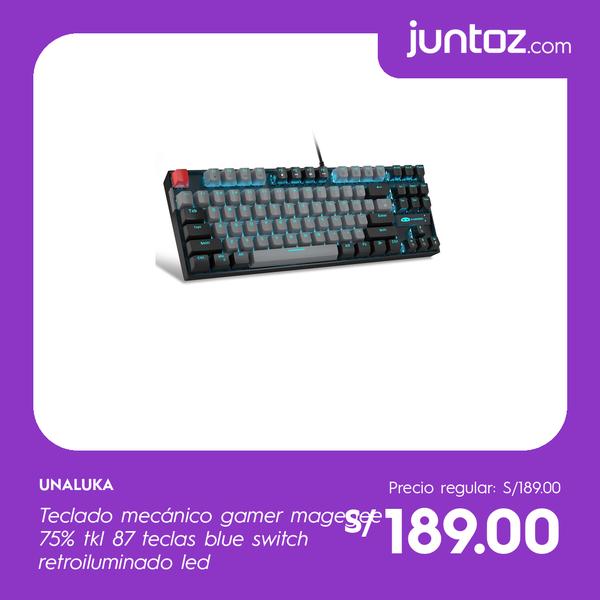 juntoz.com
UNALUKA
Precio regular: S/189.00
Teclado mecánico gamer magegee
75% tkl 87 teclas blue switch
retroiluminado led
S/189.00